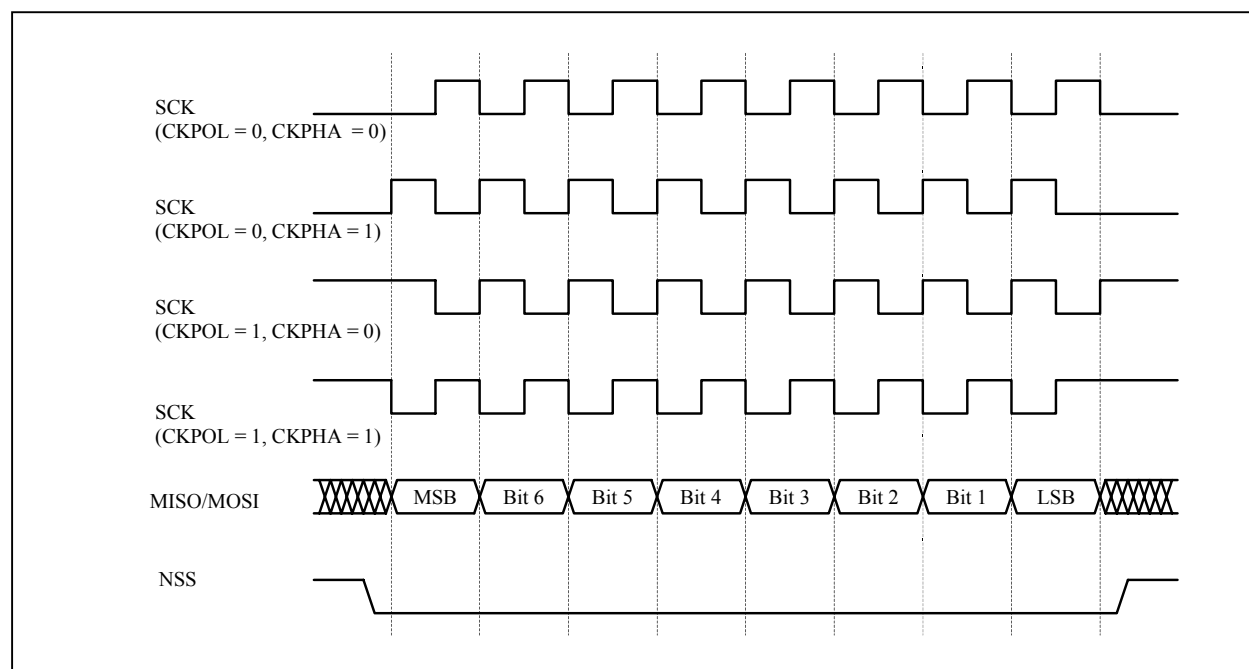 SCK
(CKPOL = 0, CKPHA = 0)
SCK
(CKPOL = 0, CKPHA = 1)
SCK
(CKPOL = 1, CKPHA = 0)
SCK
(CKPOL = 1, CKPHA = 1)
MISO/MOSI MSB Bit 6 Bit 5 Bit 4 Bit 3 Bit 2 Bit 1 LSB
NSS